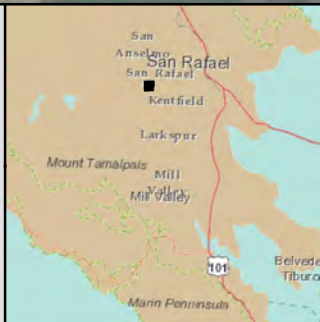 San
Anselmo
San Rafael
San Rafael
Kentfield
Larkspur
Mount Tamalpais
Mill
Valley
Mill Valley
101
Belvede
Tiburo
Marin Peninsula